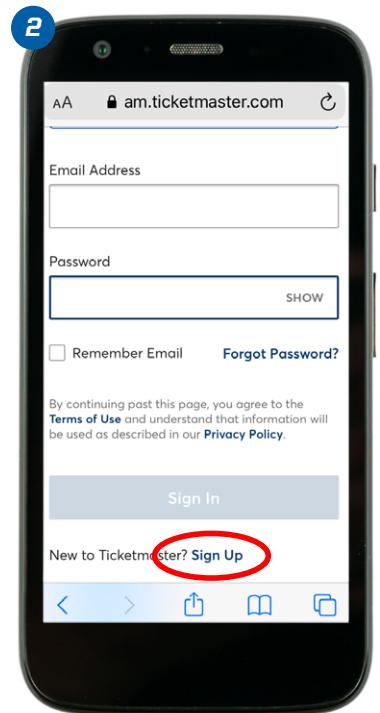 2
AA am.ticketmaster.com
Email Address
Password
SHOW
Remember Email Forgot Password?
By continuing past this page, you agree to the
Terms of Use and understand that information will
be used as described in our Privacy Policy.
Sign In
New to Ticketmaster? Sign Up